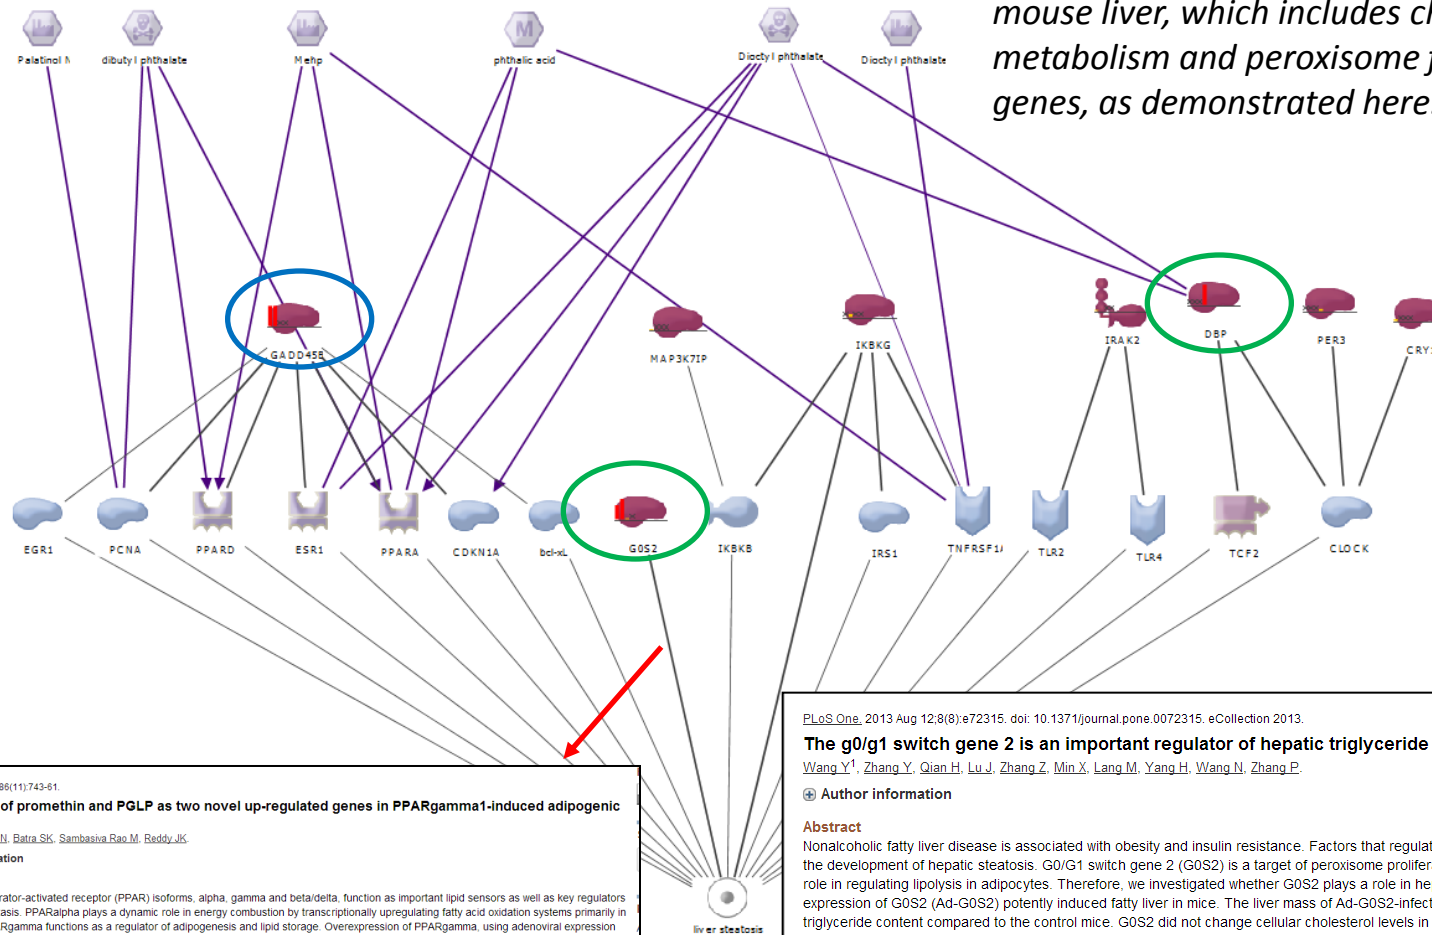 mouse liver, which includes
metabolism and peroxisome
genes, as demonstrated here
Palatinol
dibutyl phthalate
Mehp
M
phthalic acid
Dioctyl phthalate
Dioctyl phthalate
GADD45B
MAP3K7IP
IKBKG
IRAK2
DBP
PER3
CRY
EGR1
PCNA
PPARD
ESR1
PPARA
CDKN1A
bcl-xL
G0S2
IKBKB
IRS1
TNFRSF1
TLR2
TLR4
TCF2
CLOCK
liver steatosis
86(11):743-61.
of promethin and PGLP as two novel up-regulated genes in PPARgamma1-induced adipogenic
N, Batra SK, Sambasiva Rao M, Reddy JK.
ation
rator-activated receptor (PPAR) isoforms, alpha, gamma and beta/delta, function as important lipid sensors as well as key regulators
asis. PPARalpha plays a dynamic role in energy combustion by transcriptionally upregulating fatty acid oxidation systems primarily in
Rgamma functions as a regulator of adipogenesis and lipid storage. Overexpression of PPARgamma, using adenoviral expression
PLoS One. 2013 Aug 12;8(8):e72315. doi: 10.1371/journal.pone.0072315. eCollection 2013.
The g0/g1 switch gene 2 is an important regulator of hepatic triglyceride
Wang Y1, Zhang Y, Qian H, Lu J, Zhang Z, Min X, Lang M, Yang H, Wang N, Zhang P.
Author information
Abstract
Nonalcoholic fatty liver disease is associated with obesity and insulin resistance. Factors that regulat
the development of hepatic steatosis. G0/G1 switch gene 2 (G0S2) is a target of peroxisome prolifer
role in regulating lipolysis in adipocytes. Therefore, we investigated whether G0S2 plays a role in he
expression of G0S2 (Ad-G0S2) potently induced fatty liver in mice. The liver mass of Ad-G0S2-infect
triglyceride content compared to the control mice. G0S2 did not change cellular cholesterol levels in